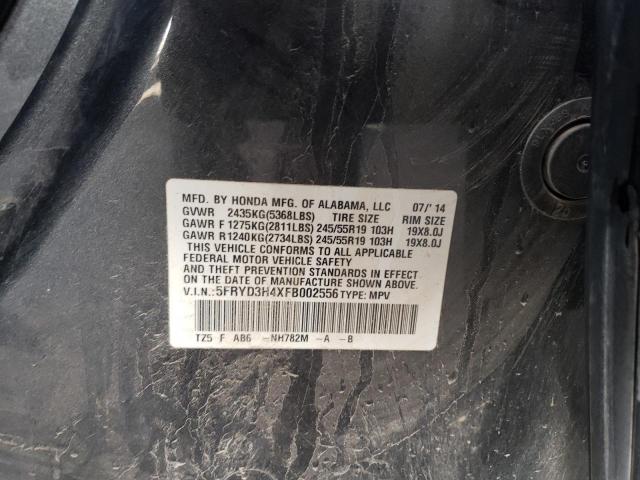 MFD. BY HONDA MFG. OF ALABAMA, LLC 07/' 14
GVWR 2435KG(5368LBS) TIRE SIZE RIM SIZE
GAWR F 1275KG(2811LBS) 245/55R19 103H 19X8.0J
GAWR R1240KG(2734LBS) 245/55R19 103H 19X8.0J
THIS VEHICLE CONFORMS TO ALL APPLICABLE
FEDERAL MOTOR VEHICLE SAFETY
AND THEFT PREVENTION STANDARDS IN EFFECT
ON THE DATE OF MANUFACTURE SHOWN ABOVE.
V.I.N.:5FRYD3H4XFB002556 TYPE: MPV
TZ5 F AB6 -NH782M -A -B